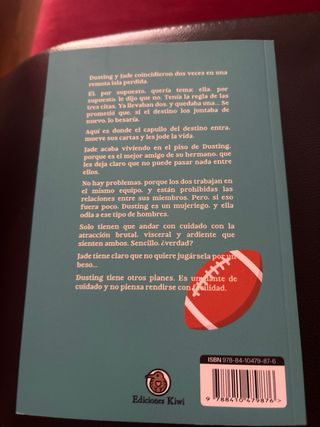 Dusting y Jade coincidieron dos veces en una
remota isla perdida.
Él, por supuesto, quería tema; ella, por
supuesto, le dijo que no. Tenía la regla de las
tres citas. Ya llevaban dos, y quedaba una... Se
prometió que, si el destino los juntaba de
nuevo, lo besaría.
Aquí es donde el capullo del destino entra,
mueve sus cartas y les jode la vida.
Jade acaba viviendo en el piso de Dusting,
porque es el mejor amigo de su hermano, que
les deja claro que no puede pasar nada entre
ellos.
No hay problemas, porque los dos trabajan en
el mismo equipo, y están prohibidas las
relaciones entre sus miembros. Pero, si eso
fuera poco, Dusting es un mujeriego, y ella
odia a ese tipo de hombres.
Solo tienen que andar con cuidado con la
atracción brutal, visceral y ardiente que
sienten ambos. Sencillo, ¿verdad?
Jade tiene claro que no quiere jugársela por un
beso...
Dusting tiene otros planes. Es un amante de
cuidado y no piensa rendirse con facilidad.
ISBN 978-84-10479-87-6
9 788410 479876 >
Ediciones Kiwi